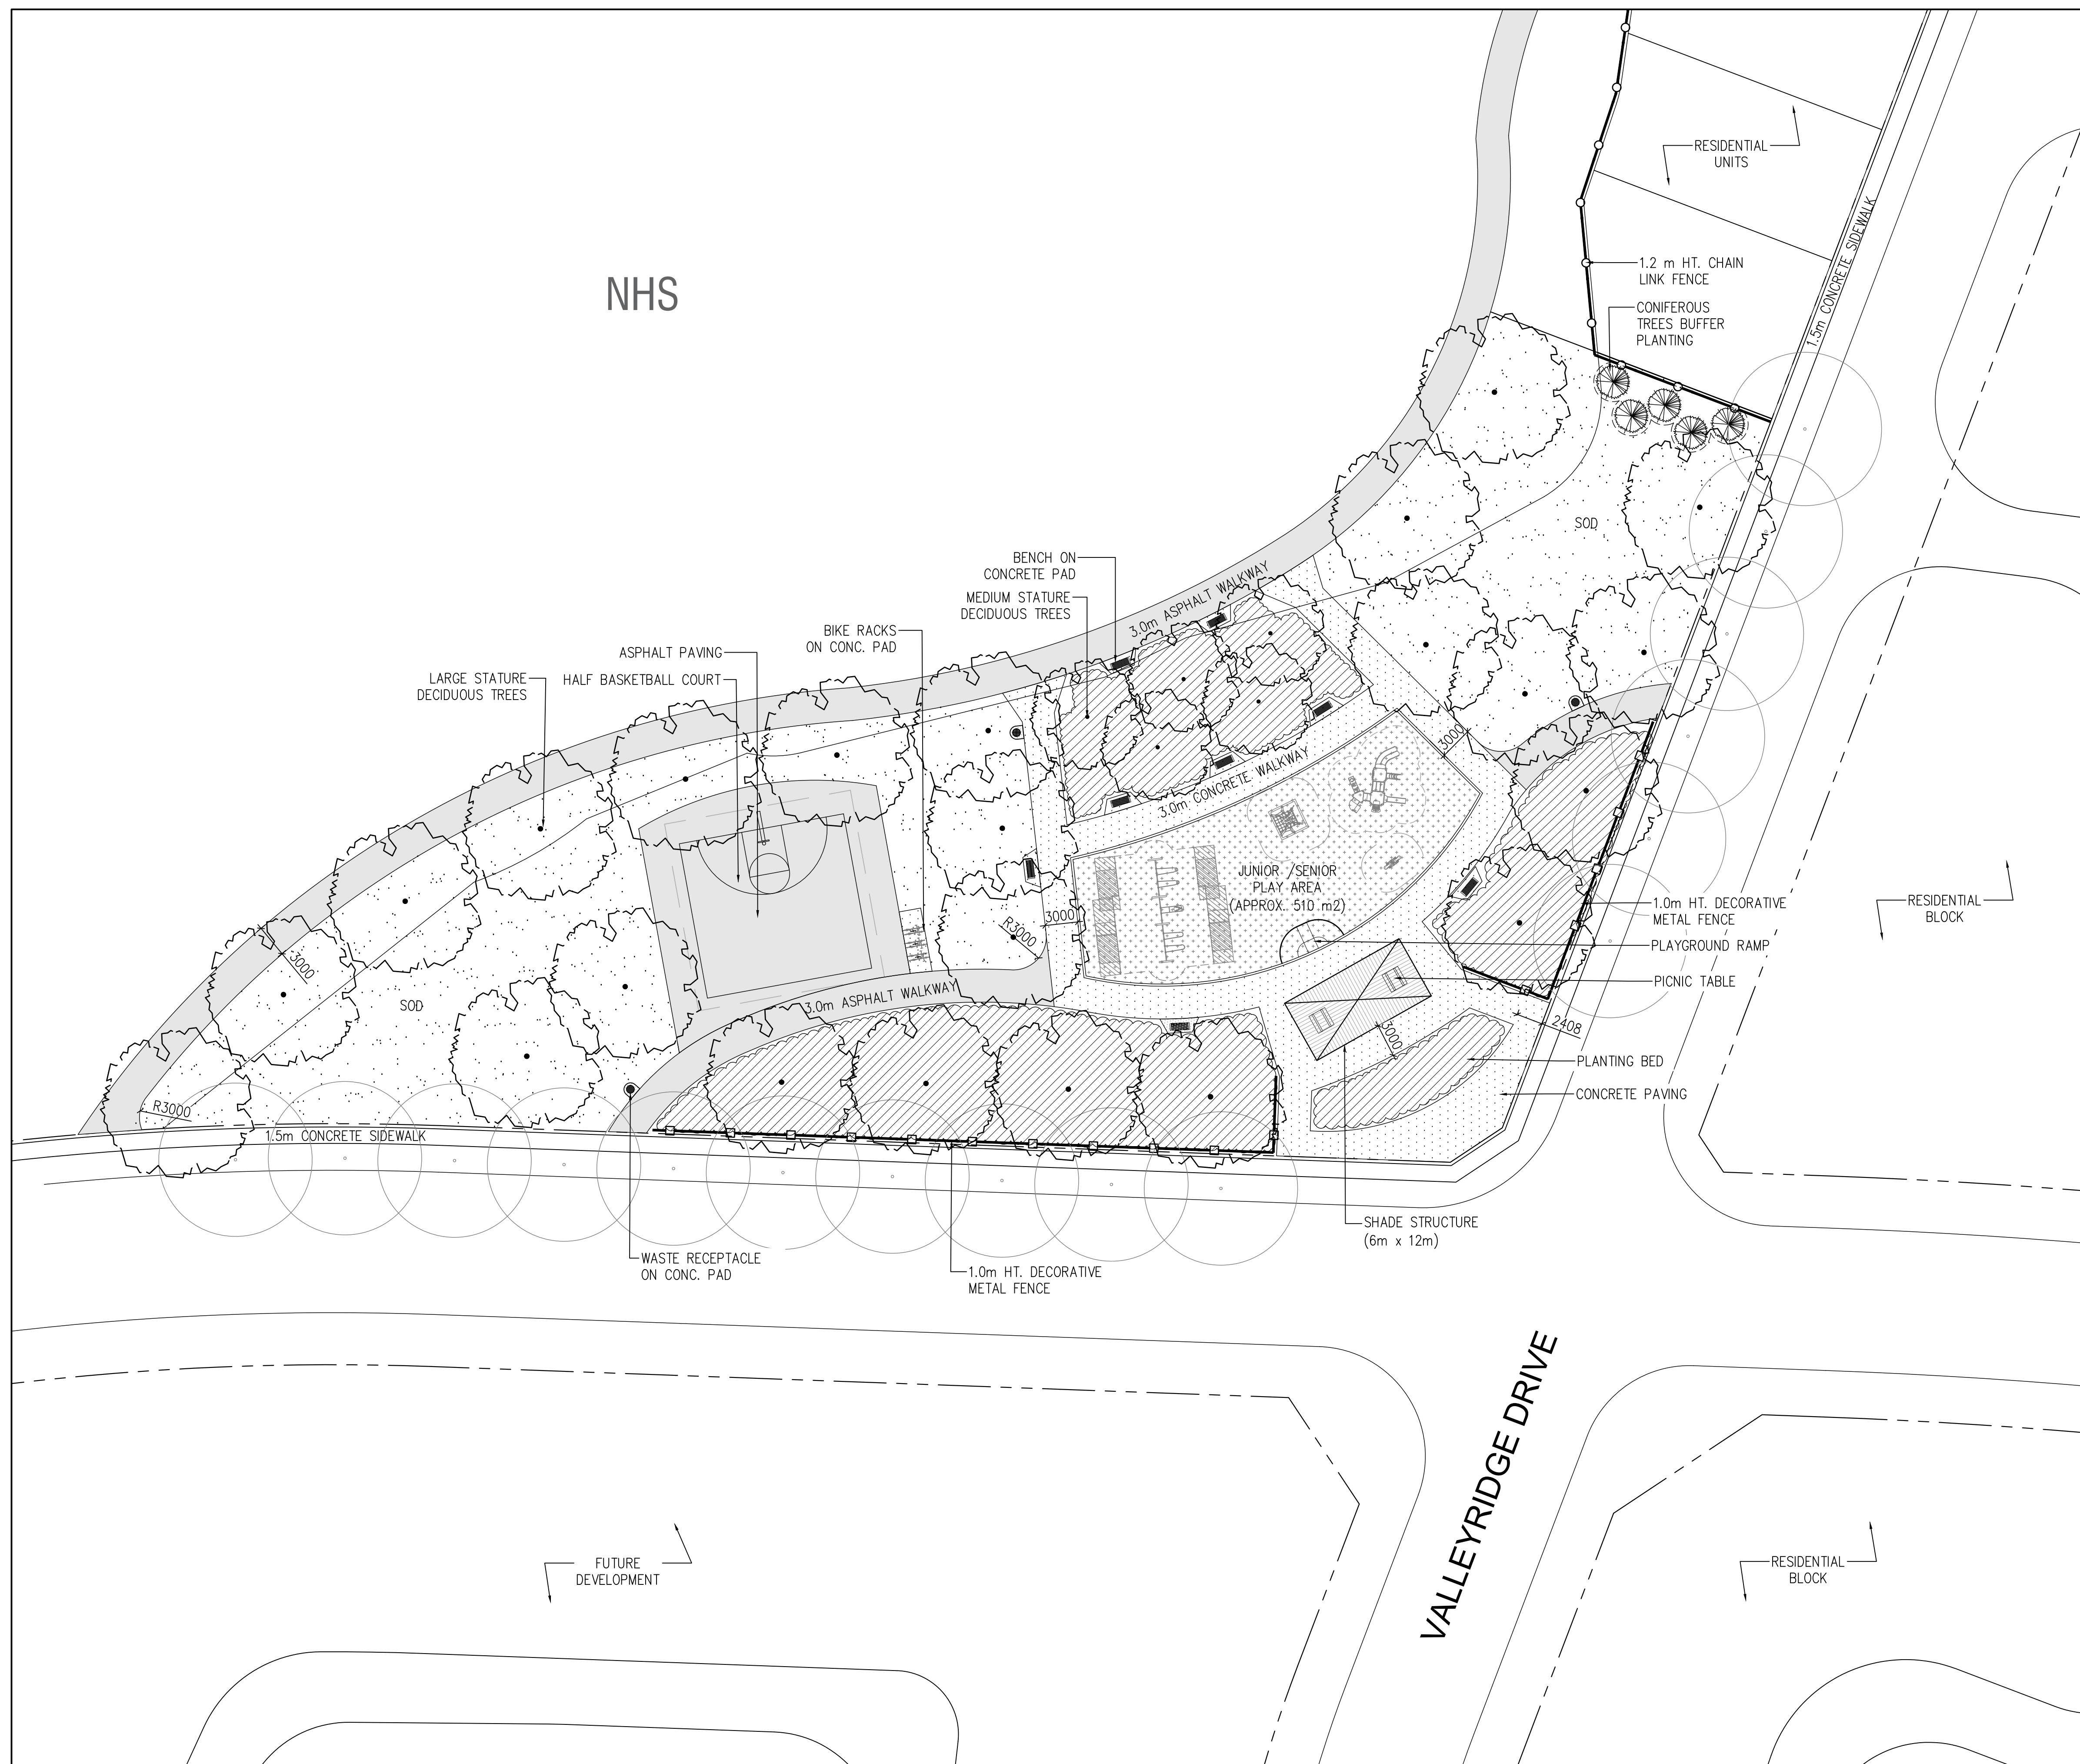 RESIDENTIAL
UNITS
1.5m CONCRETE SIDEWALK
1.2 m HT. CHAIN
LINK FENCE
NHS
CONIFEROUS
TREES BUFFER
PLANTING
SOD
BENCH ON
CONCRETE PAD
3.0m ASPHALT WALKWAY
MEDIUM STATURE
DECIDUOUS TREES
BIKE RACKS
ON CONC. PAD
ASPHALT PAVING
HALF BASKETBALL COURT
LARGE STATURE
DECIDUOUS TREES
3000
3.0m CONCRETE WALKWAY
JUNIOR /SENIOR
PLAY AREA
(APPROX. 510 m2)
RESIDENTIAL
BLOCK
1.0m HT. DECORATIVE
METAL FENCE
3000
R3000
PLAYGROUND RAMP
3000
PICNIC TABLE
SOD
3.0m ASPHALT WALKWAY
2408
3000
PLANTING BED
CONCRETE PAVING
R3000
1.5m CONCRETE SIDEWALK
SHADE STRUCTURE
(6m x 12m)
WASTE RECEPTACLE
ON CONC. PAD
1.0m HT. DECORATIVE
METAL FENCE
VALLEYRIDGE DRIVE
FUTURE
DEVELOPMENT
RESIDENTIAL
BLOCK